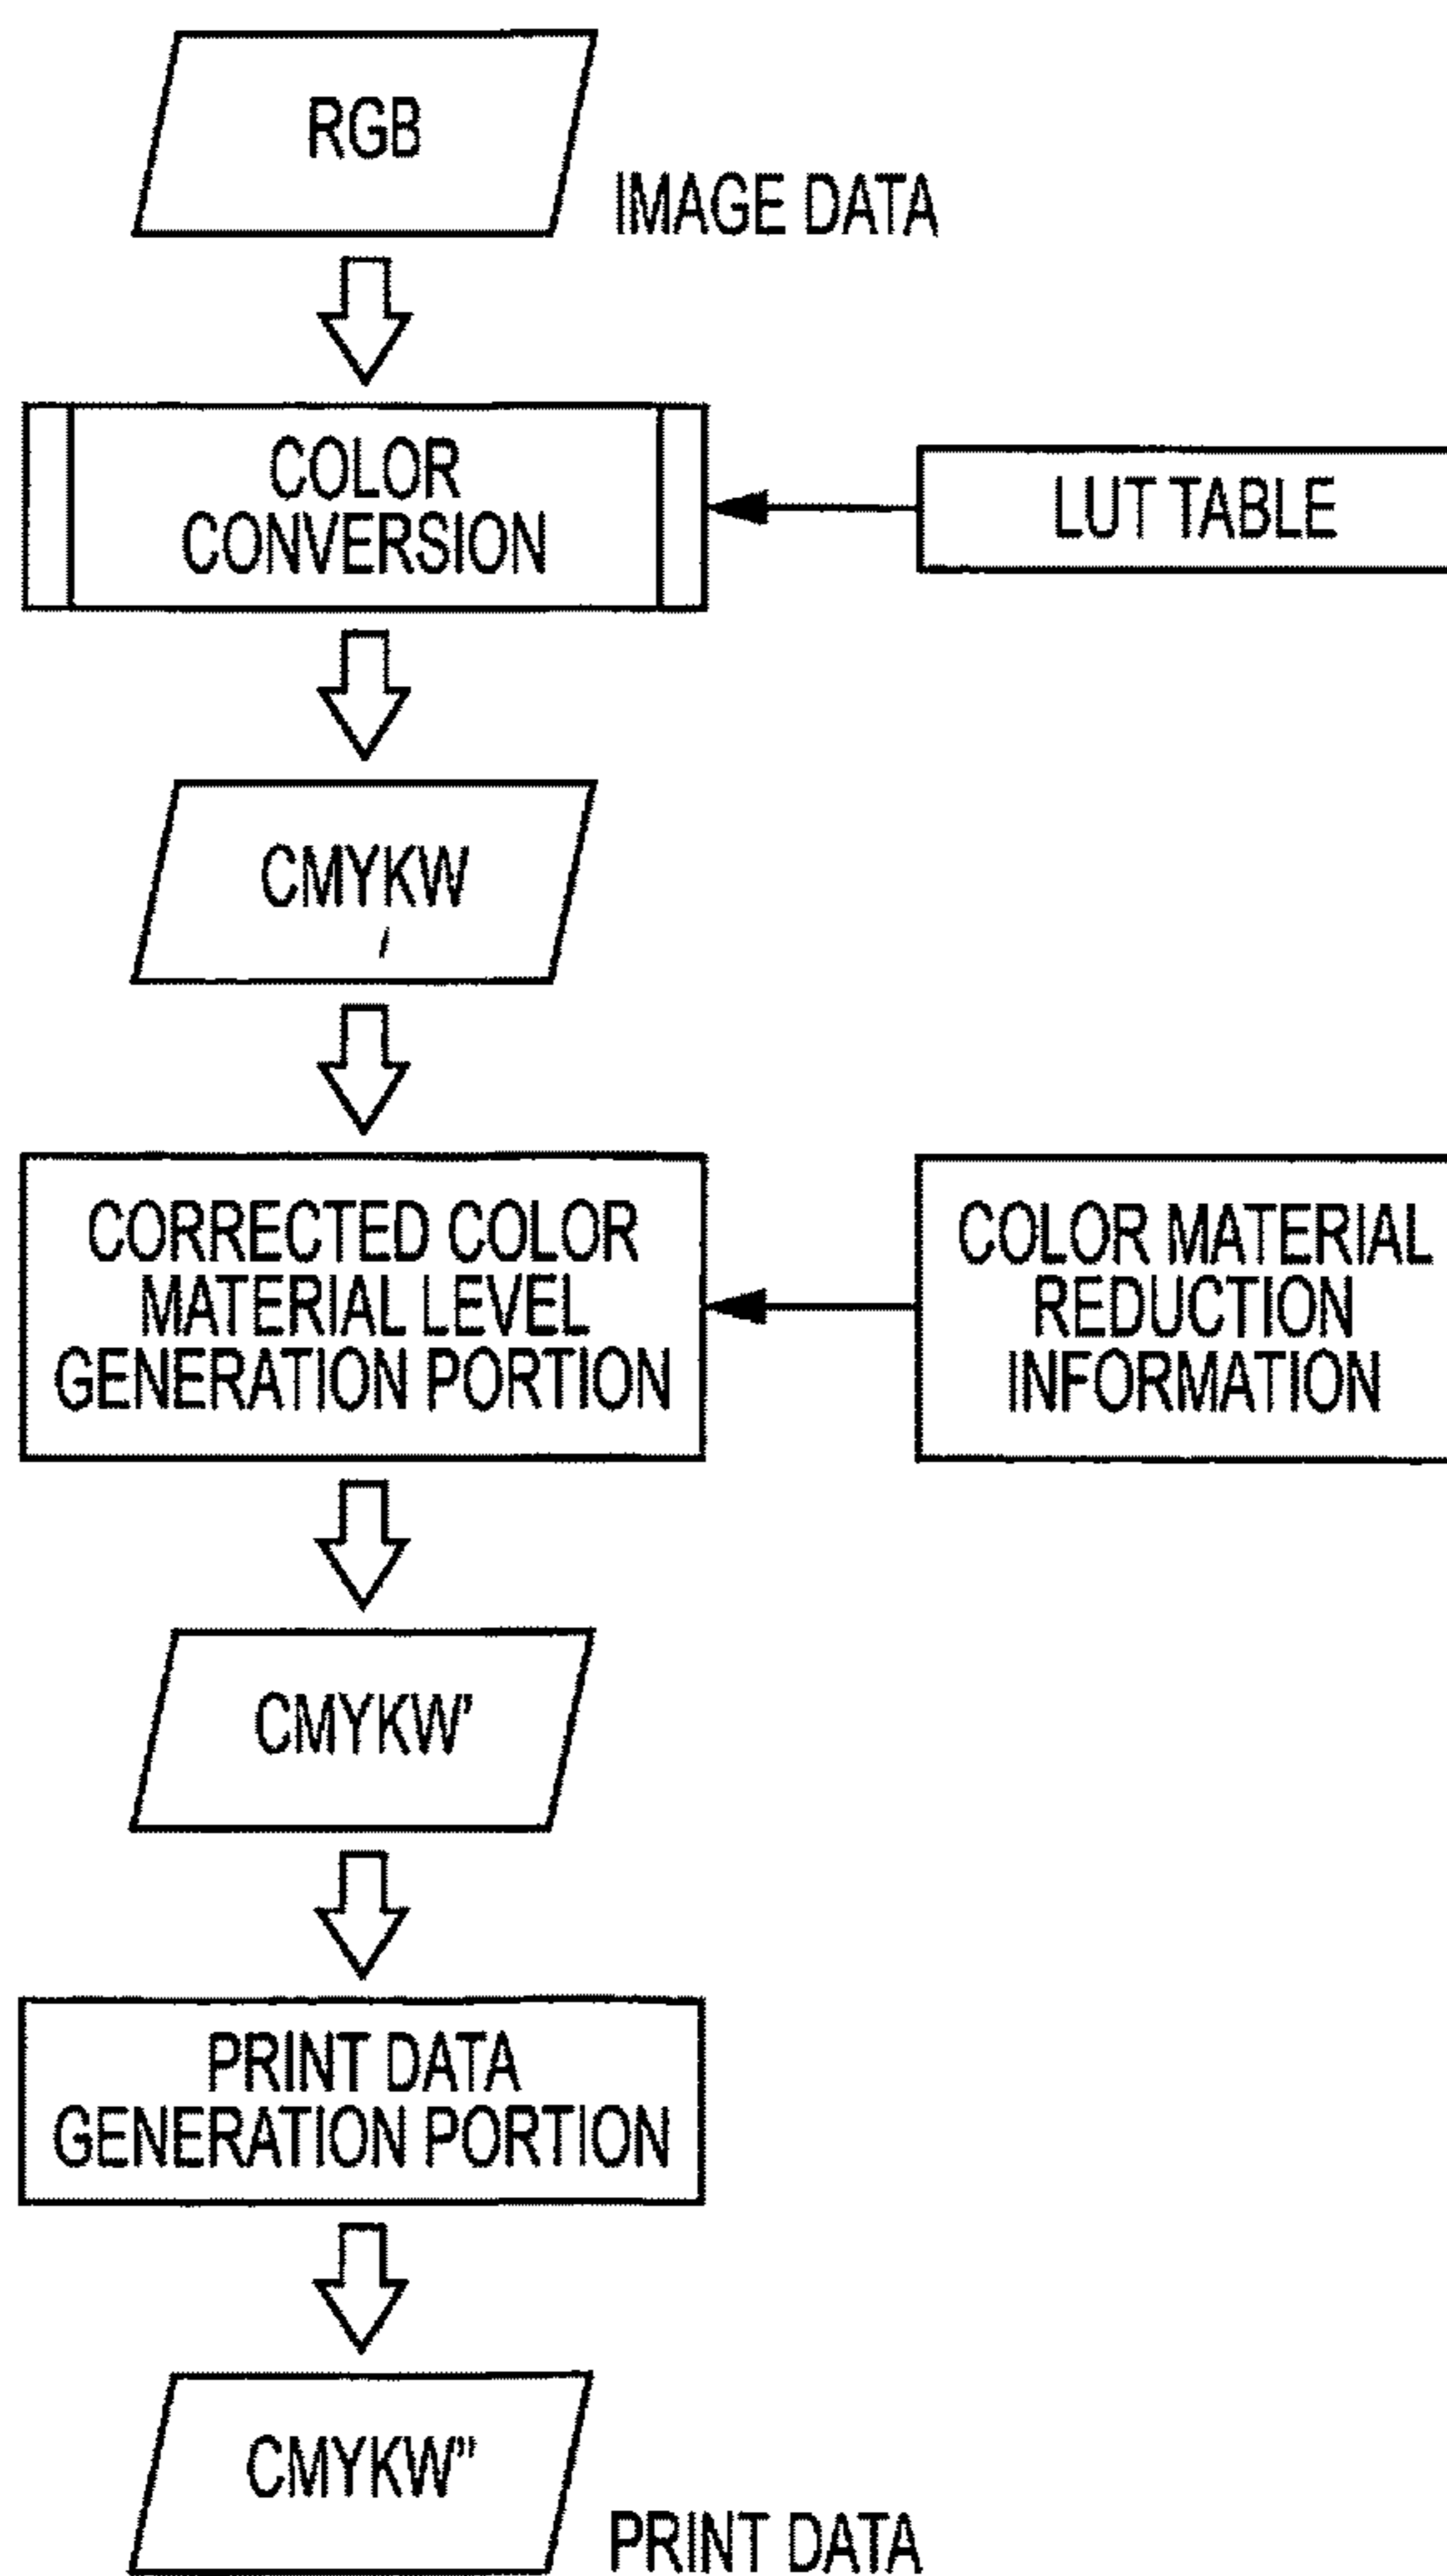 RGB
IMAGE DATA
COLOR
CONVERSION
LUT TABLE
CMYKW
CORRECTED COLOR
MATERIAL LEVEL
GENERATION PORTION
COLOR MATERIAL
REDUCTION
INFORMATION
CMYKW’
PRINT DATA
GENERATION PORTION
CMYKW’’
PRINT DATA